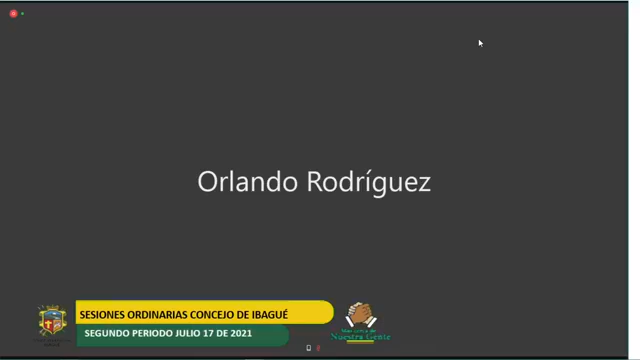 Orlando Rodríguez
SESIONES ORDINARIAS CONCEJO DE IBAGUÉ
SEGUNDO PERIODO JULIO 17 DE 2021
Nuestra Gente